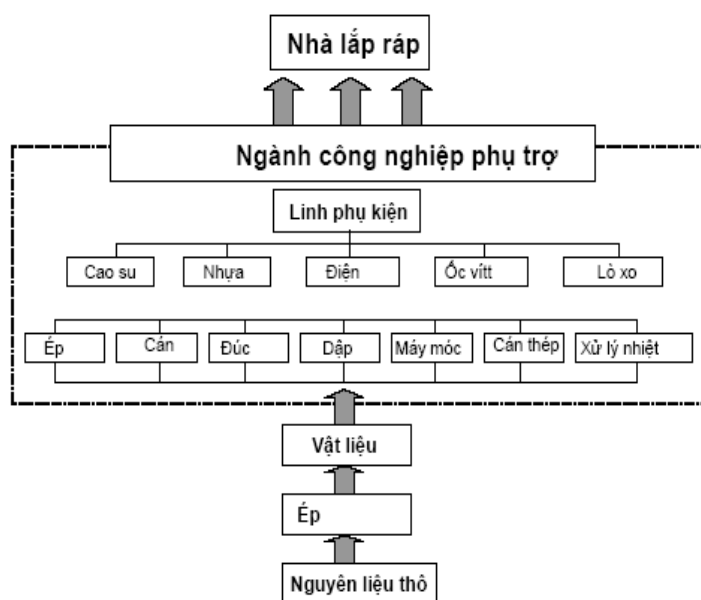 Nhà lắp ráp
Ngành công nghiệp phụ trợ
Linh phụ kiện
Cao su
Nhựa
Điện
Ốc vítt
Lò xo
Ép
Cán
Đúc
Dập
Máy móc
Cán thép
Xử lý nhiệt
Vật liệu
Ép
Nguyên liệu thô